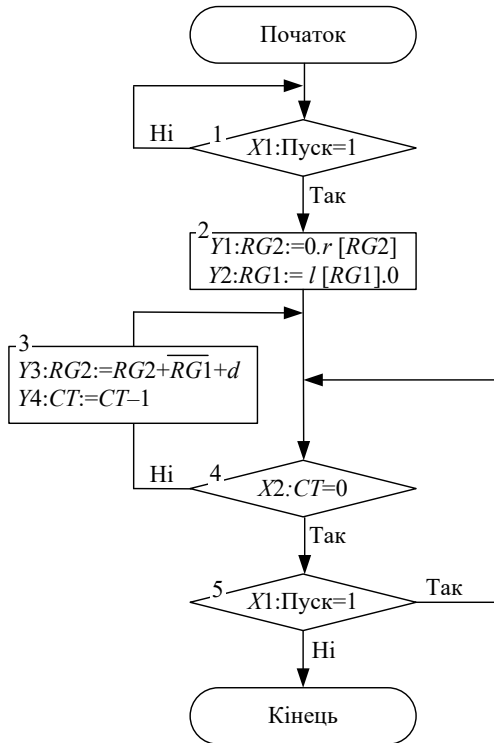 Початок
Ні
1
X1:Пуск=1
Так
2
Y1:RG2:=0.r [RG2]
Y2:RG1:= l [RG1].0
3
Y3:RG2:=RG2+R̅G̅1̅+d
Y4:CT:=CT–1
Ні
4
X2:CT=0
Так
5
X1:Пуск=1
Так
Ні
Кінець